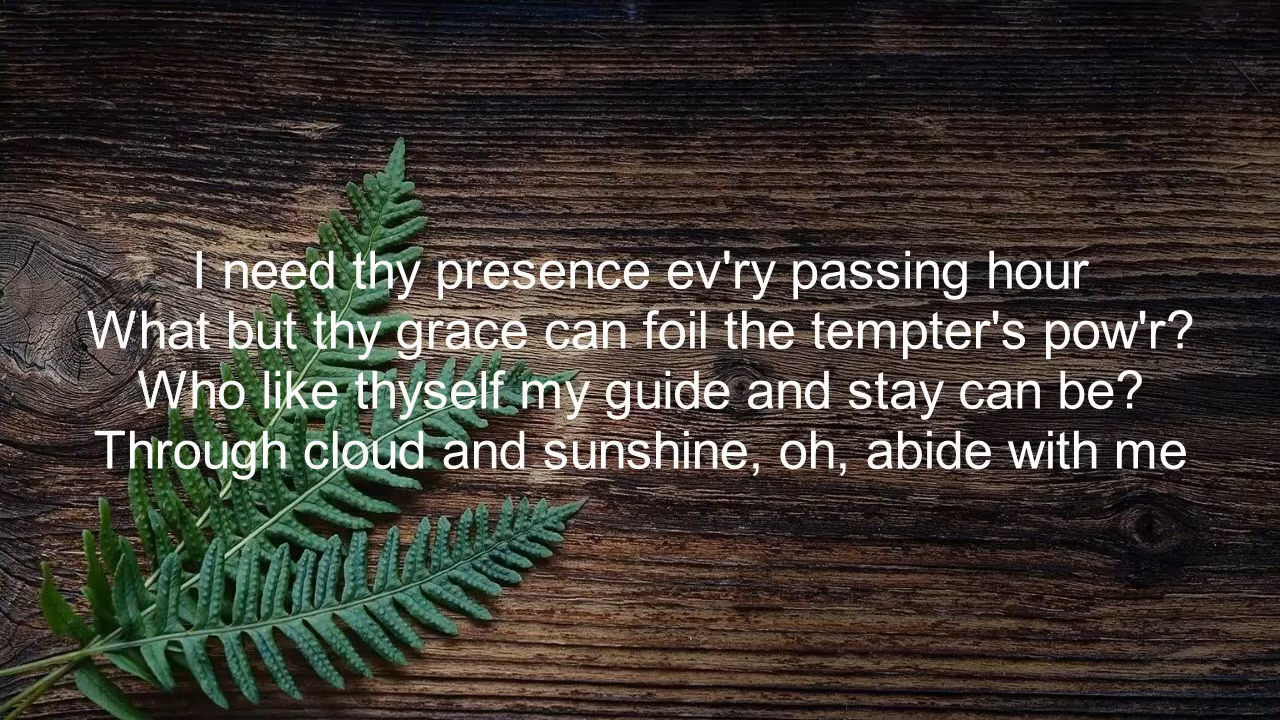 I need thy presence ev'ry passing hour
What but thy grace can foil the tempter's pow'r?
Who like thyself my guide and stay can be?
Through cloud and sunshine, oh, abide with me